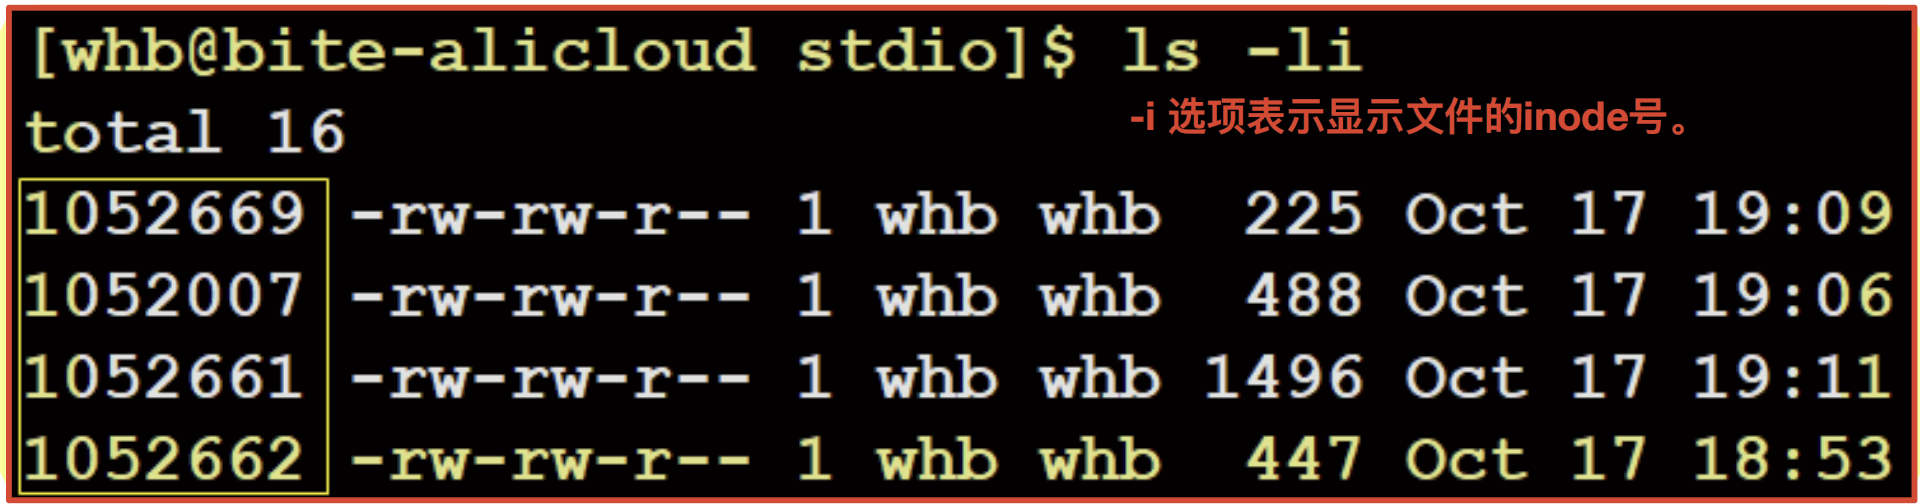 [whb@bite-alicloud stdio]$ ls -li
-i 选项表示显示文件的inode号。
total 16
1052669 -rw-rw-r-- 1 whb whb  225 Oct 17 19:09
1052007 -rw-rw-r-- 1 whb whb  488 Oct 17 19:06
1052661 -rw-rw-r-- 1 whb whb 1496 Oct 17 19:11
1052662 -rw-rw-r-- 1 whb whb  447 Oct 17 18:53